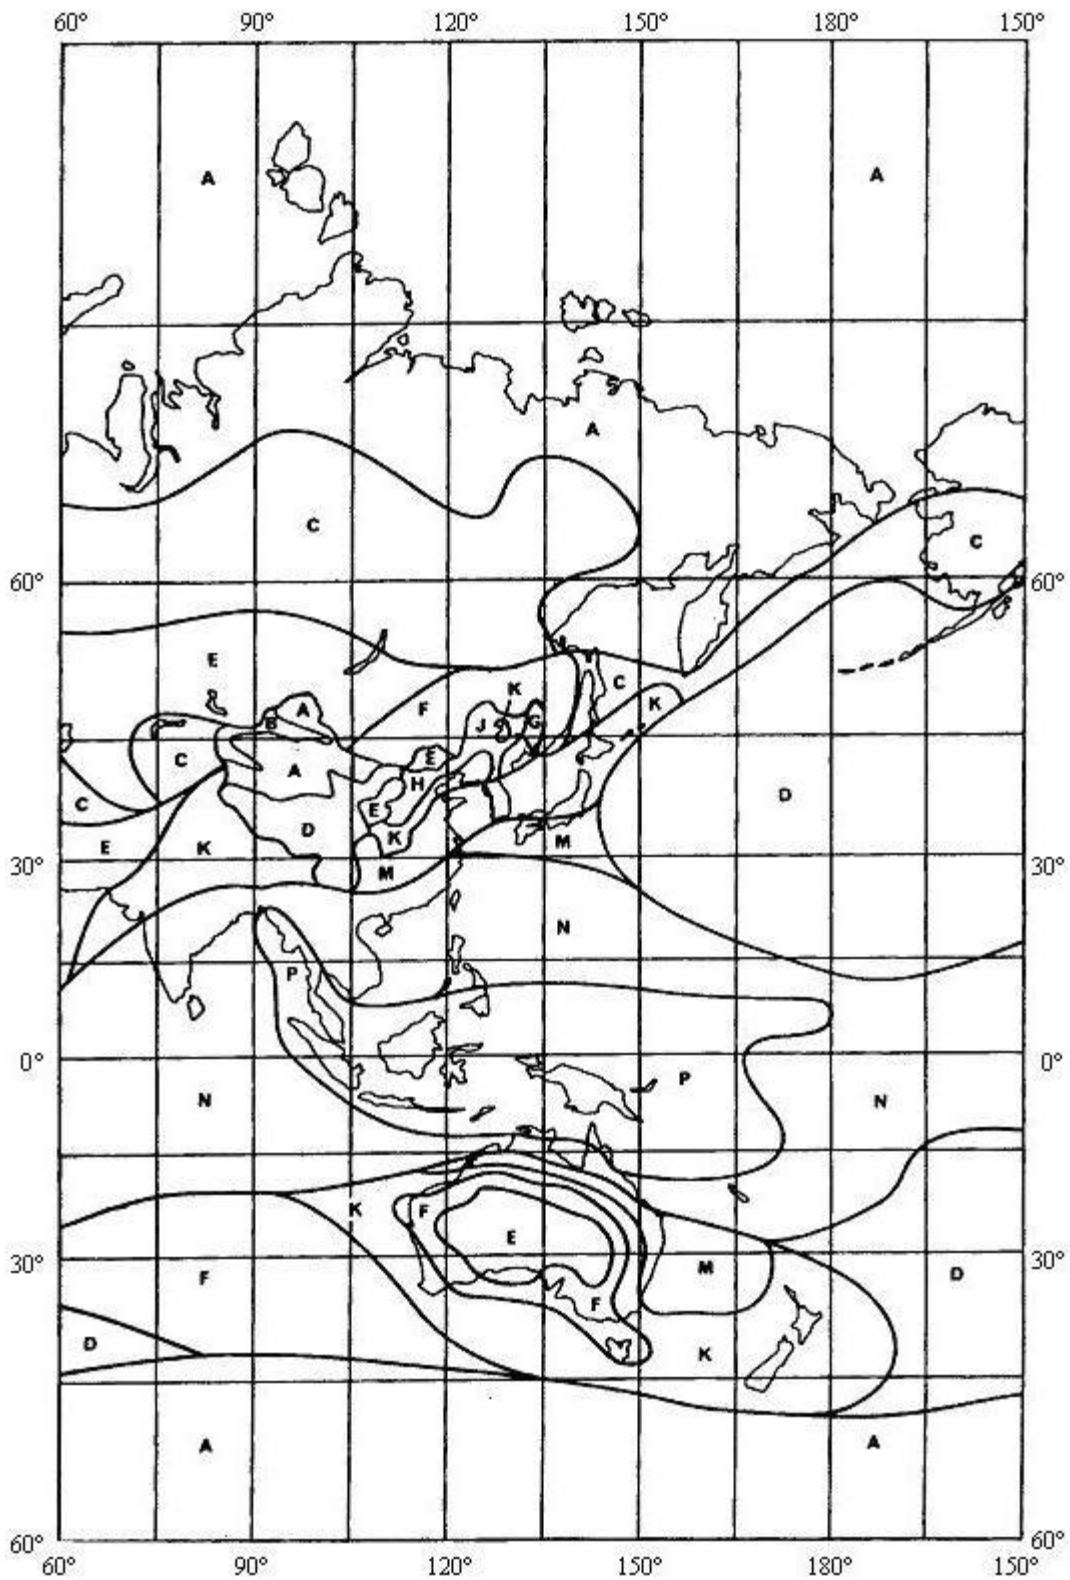 60° 90° 120° 150° 180° 150°
A A
A
C
C
60° 60°
E
K C
A F K
B J G
C E
A H D
C E
D
E K K M
30° M 30°
N
P
0° 0°
P
N N
K F
E
30° M 30°
F D
F
D K
A A
60° 60°
60° 90° 120° 150° 180° 150°